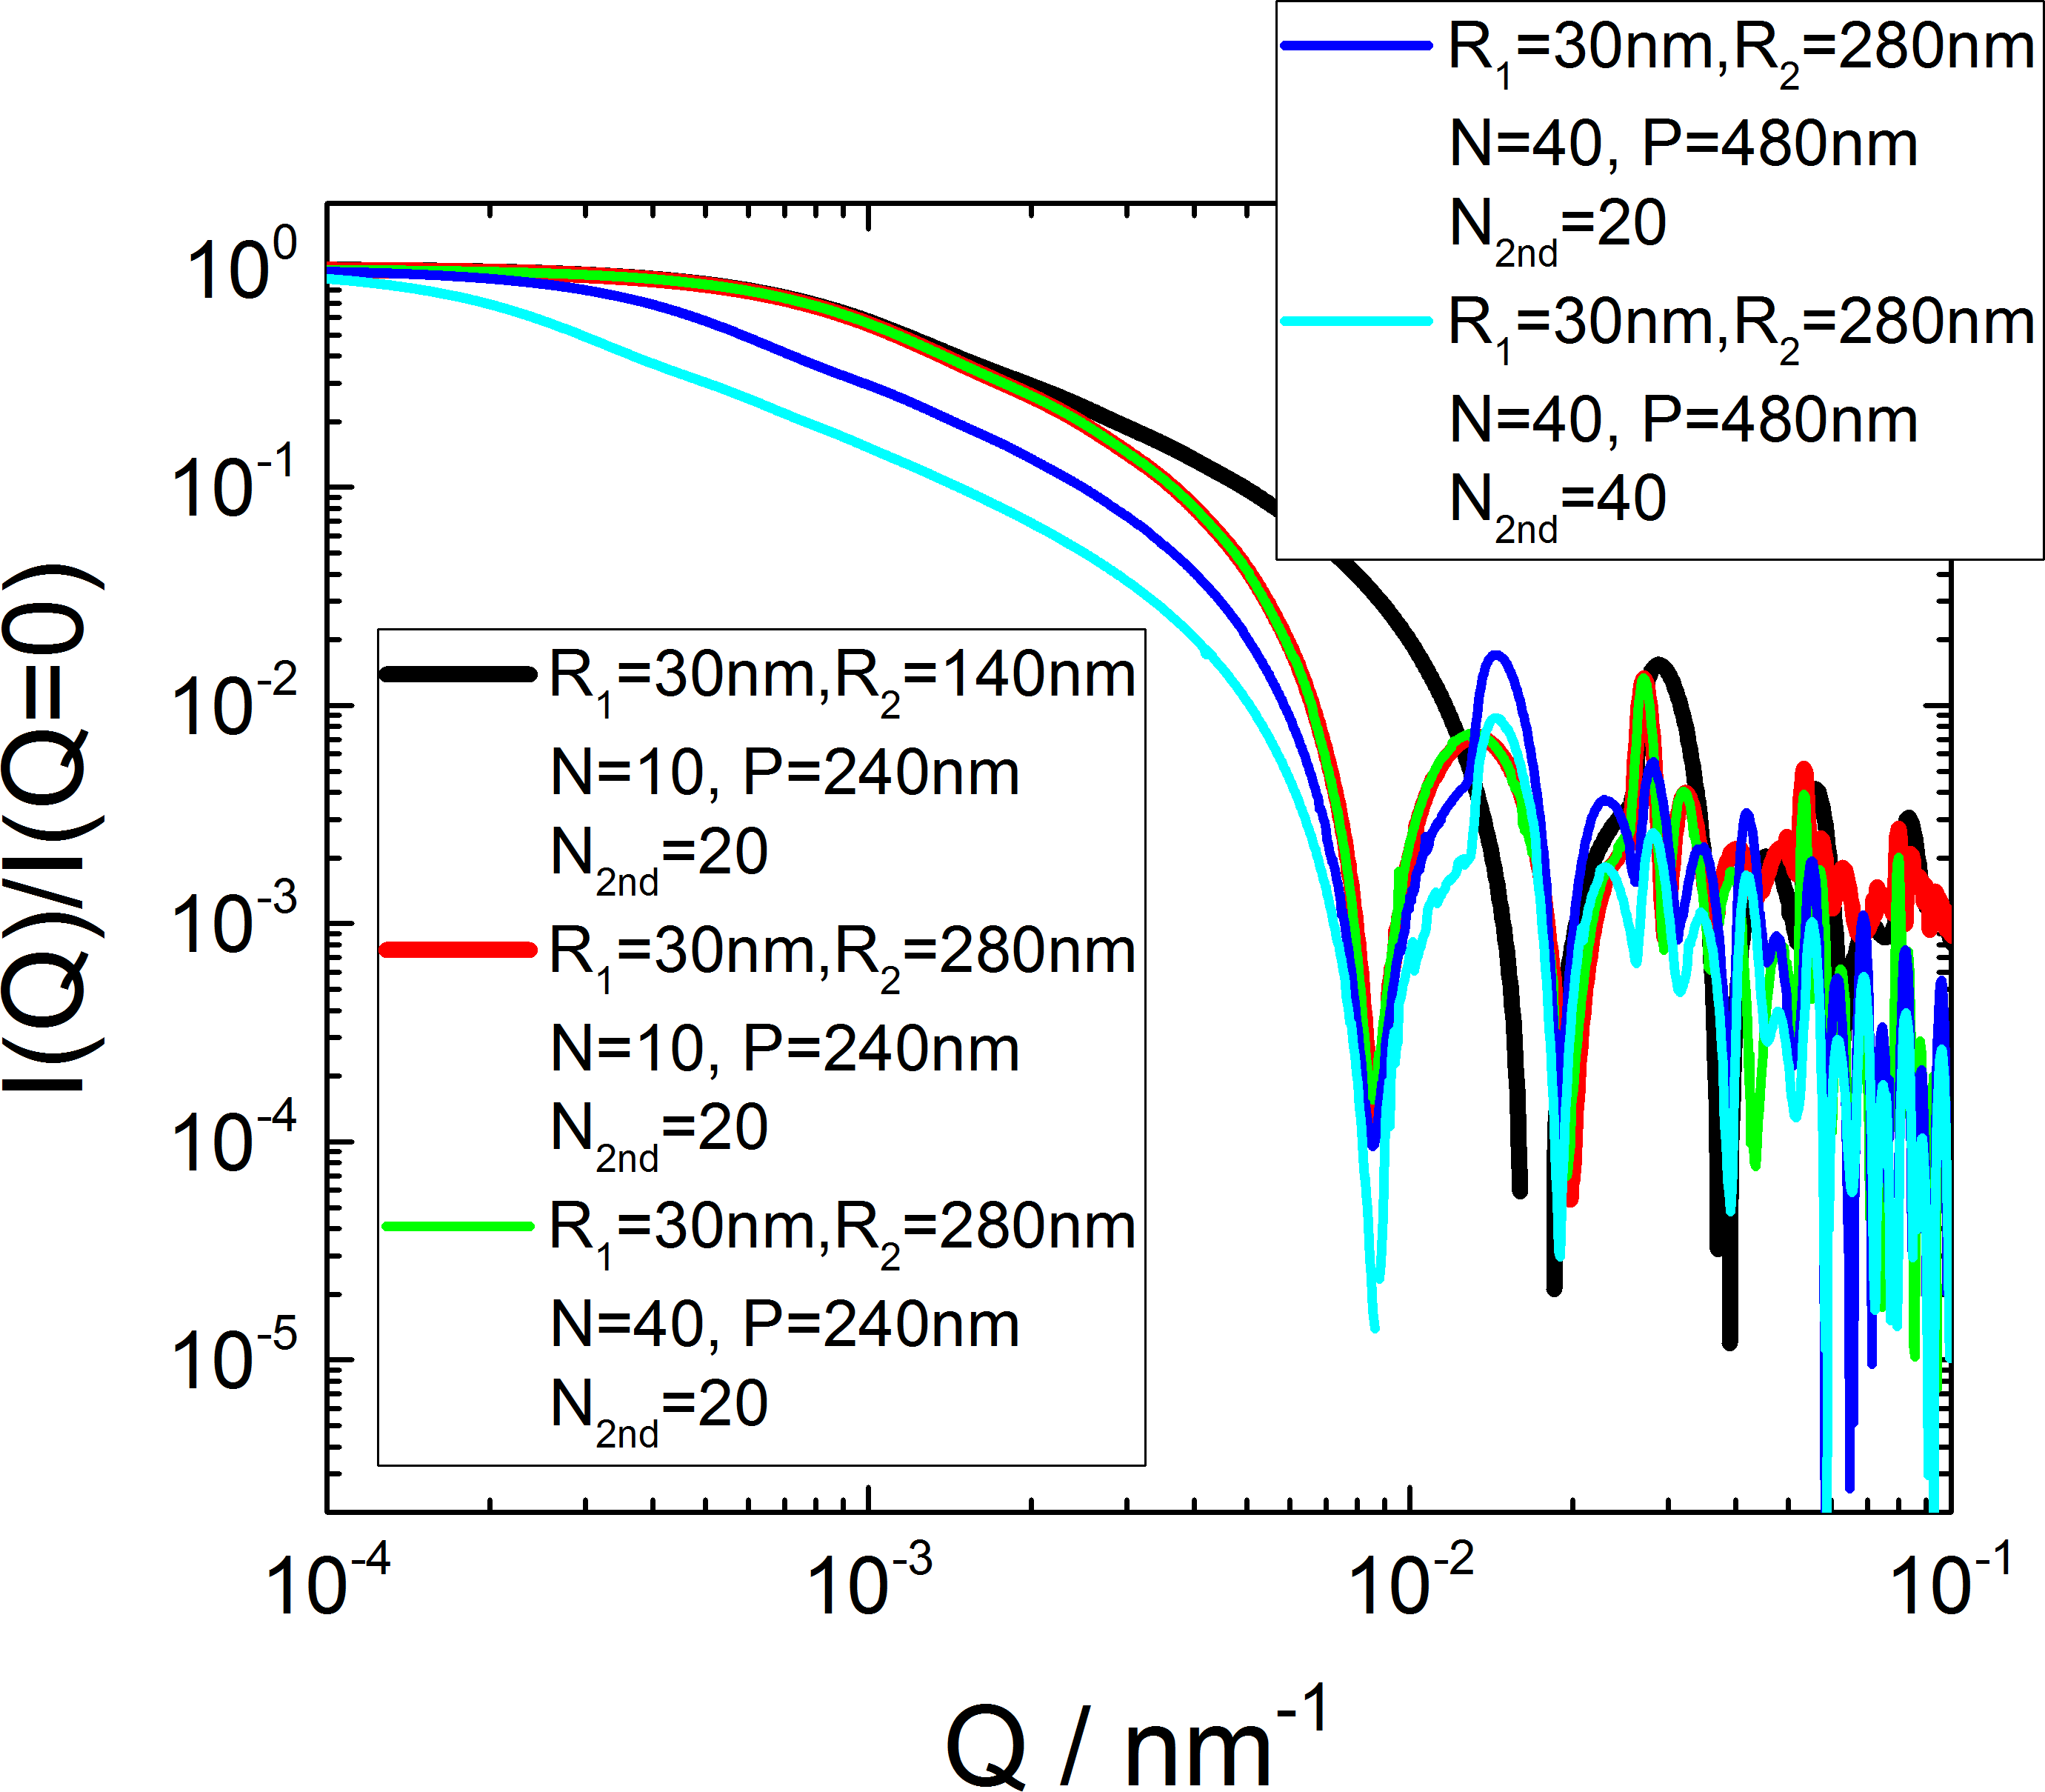 R1=30nm,R2=280nm
N=40, P=480nm
N2nd=20
R1=30nm,R2=280nm
N=40, P=480nm
N2nd=40
10^0
10^-1
10^-2
10^-3
10^-4
10^-5
I(Q)/I(Q=0)
R1=30nm,R2=140nm
N=10, P=240nm
N2nd=20
R1=30nm,R2=280nm
N=10, P=240nm
N2nd=20
R1=30nm,R2=280nm
N=40, P=240nm
N2nd=20
10^-4 10^-3 10^-2 10^-1
Q / nm^-1